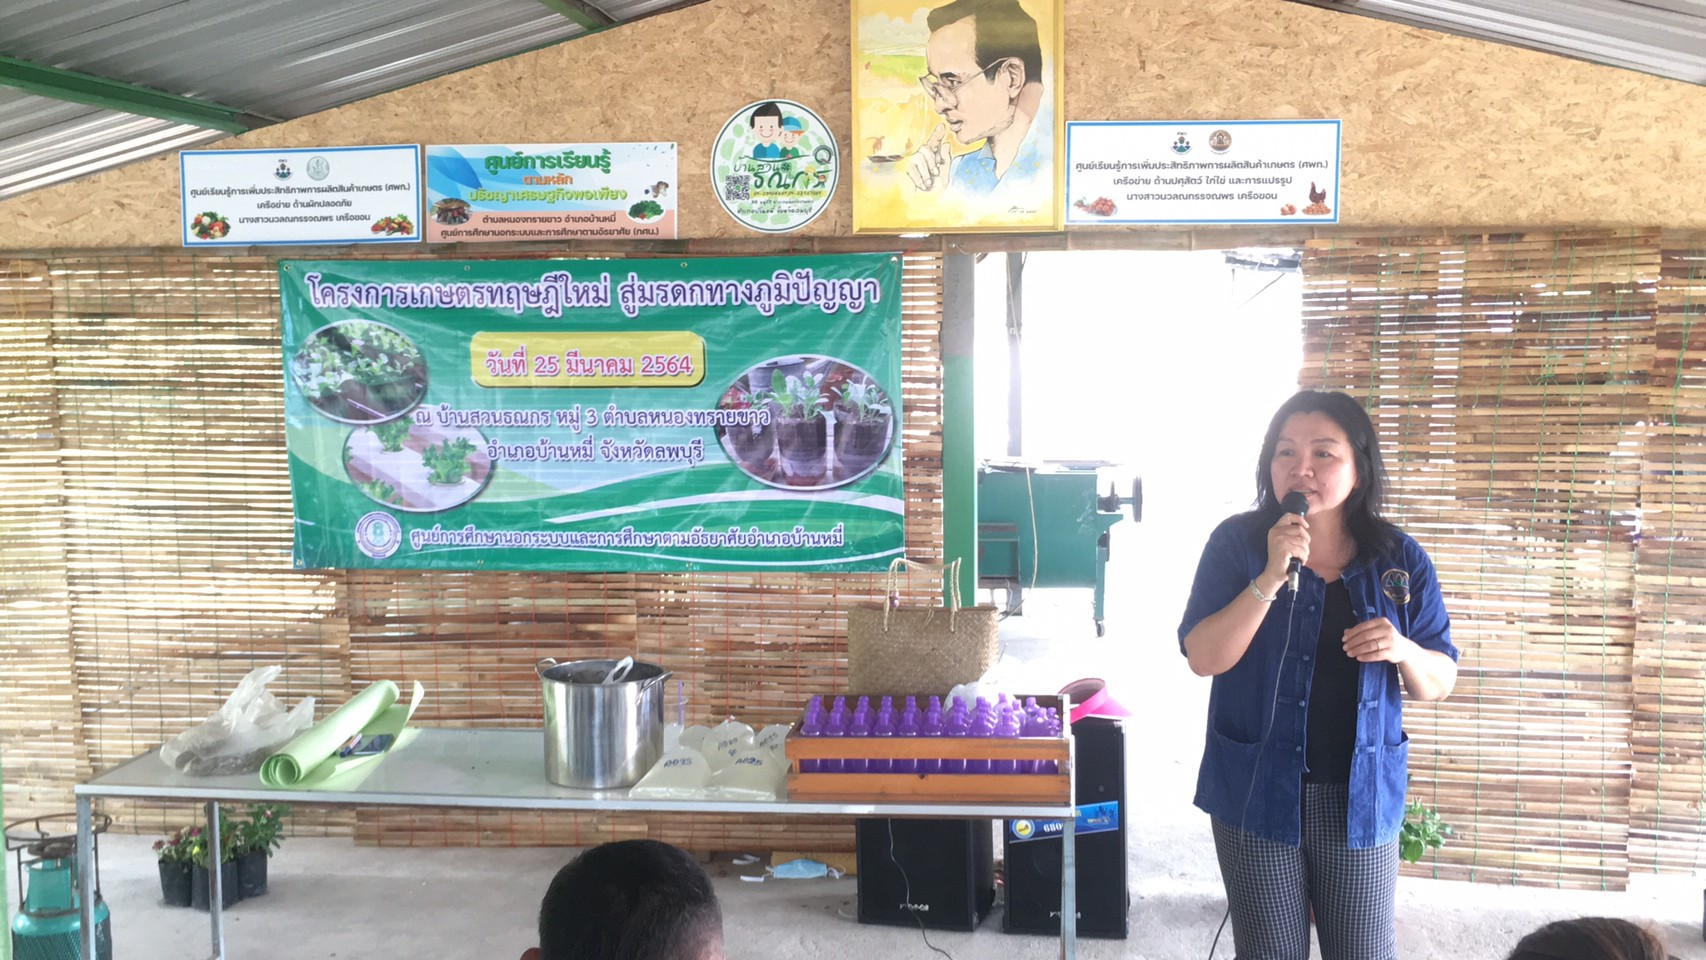 ศพก.
ศูนย์เรียนรู้การเพิ่มประสิทธิภาพการผลิตสินค้าเกษตร (ศพก.)
เครือข่าย ด้านผักปลอดภัย
นางสาวนวลณภรรจณพร เครือขอน
ศูนย์การเรียนรู้
ตามหลัก
ปรัชญาเศรษฐกิจพอเพียง
ตำบลหนองทรายขาว อำเภอบ้านหมี่
ศูนย์การศึกษานอกระบบและการศึกษาตามอัธยาศัย (กศน.)
บ้านสวน
ธณกร
ศพก.
ศูนย์เรียนรู้การเพิ่มประสิทธิภาพการผลิตสินค้าเกษตร (ศพก.)
เครือข่าย ด้านปศุสัตว์ ไก่ไข่ และการแปรรูป
นางสาวนวลณภรรจณพร เครือขอน
โครงการเกษตรทฤษฎีใหม่ สู่มรดกทางภูมิปัญญา
วันที่ 25 มีนาคม 2564
ณ บ้านสวนธณกร หมู่ 3 ตำบลหนองทรายขาว
อำเภอบ้านหมี่ จังหวัดลพบุรี
ศูนย์การศึกษานอกระบบและการศึกษาตามอัธยาศัยอำเภอบ้านหมี่